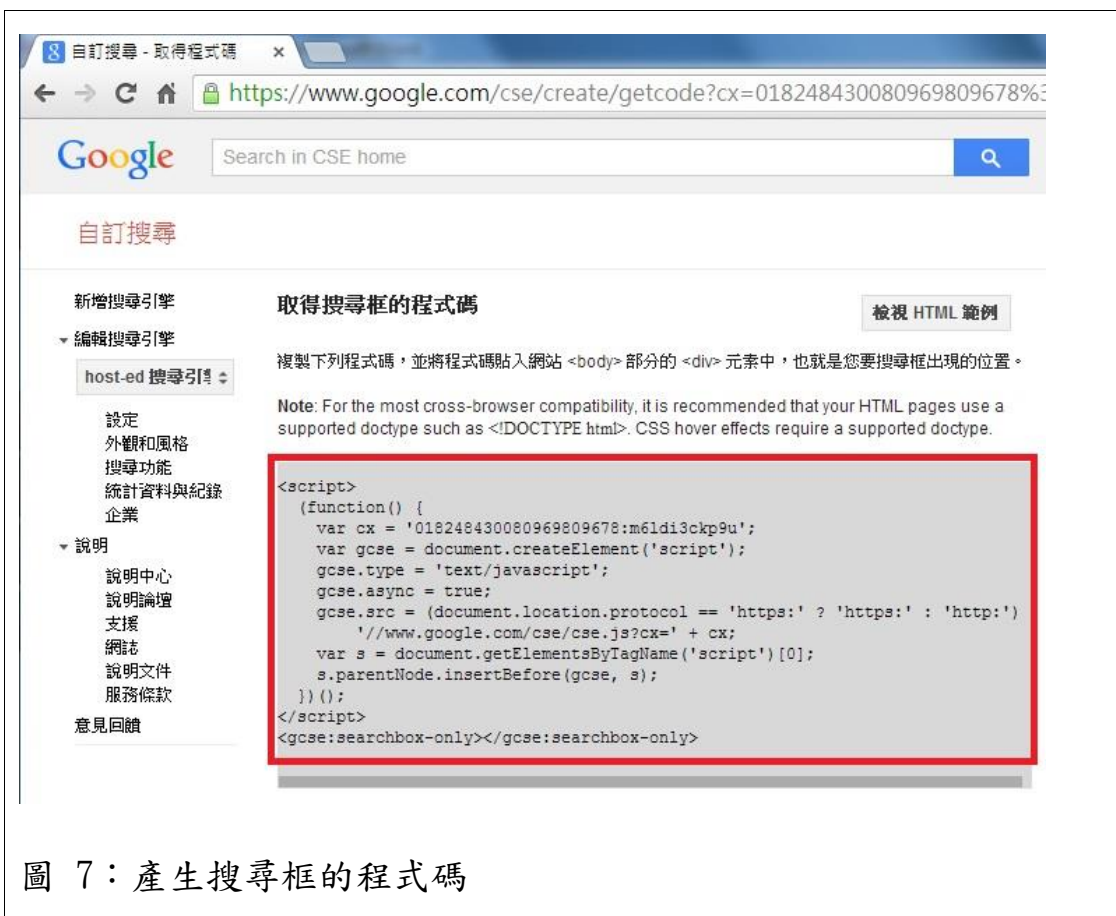 自訂搜尋 - 取得程式碼
https://www.google.com/cse/create/getcode?cx=018248430080969809678%3
Google
Search in CSE home
自訂搜尋
新增搜尋引擎
編輯搜尋引擎
host-ed 搜尋引擎
設定
外觀和風格
搜尋功能
統計資料與紀錄
企業
說明
說明中心
說明論壇
支援
網誌
說明文件
服務條款
意見回饋
取得搜尋框的程式碼
檢視 HTML 範例
複製下列程式碼,並將程式碼貼入網站 <body> 部分的 <div> 元素中,也就是您要搜尋框出現的位置。
Note: For the most cross-browser compatibility, it is recommended that your HTML pages use a
supported doctype such as <!DOCTYPE html>. CSS hover effects require a supported doctype.
<script>
(function() {
var cx = '018248430080969809678:m6ldi3ckp9u';
var gcse = document.createElement('script');
gcse.type = 'text/javascript';
gcse.async = true;
gcse.src = (document.location.protocol == 'https:' ? 'https:' : 'http:')
'//www.google.com/cse/cse.js?cx=' + cx;
var s = document.getElementsByTagName('script')[0];
s.parentNode.insertBefore(gcse, s);
})();
</script>
<gcse:searchbox-only></gcse:searchbox-only>
圖 7:產生搜尋框的程式碼